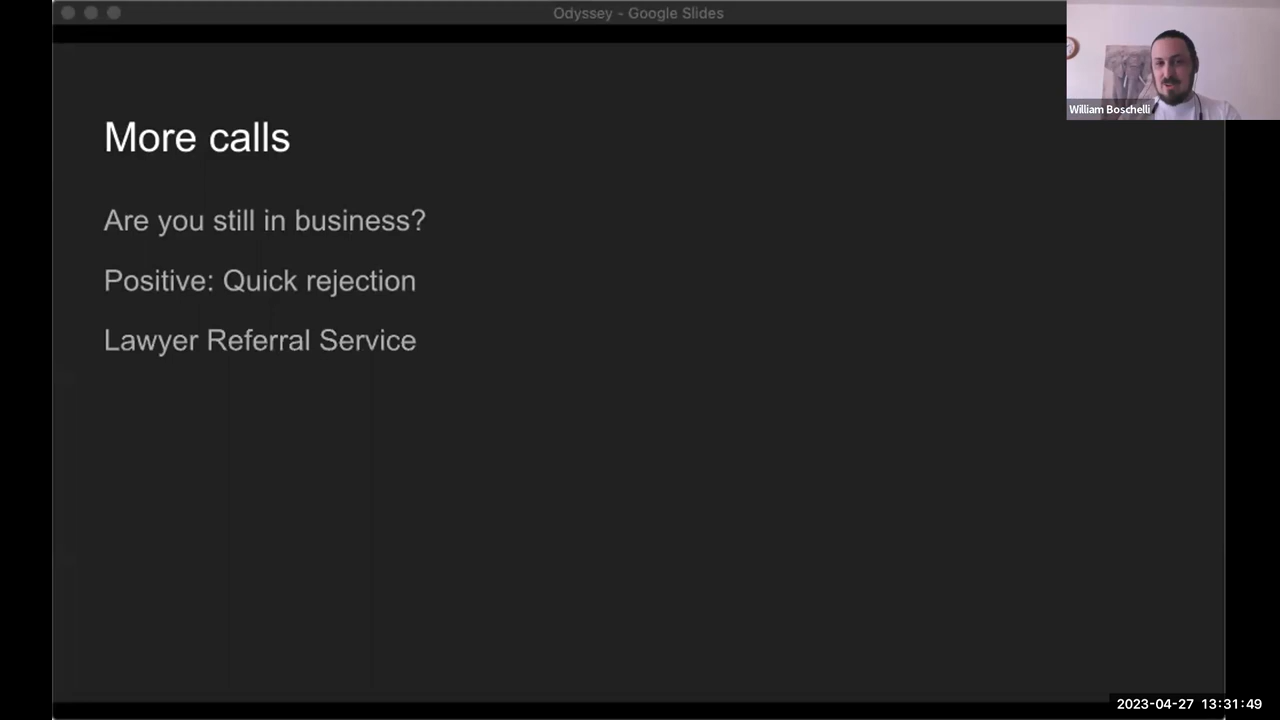 Odyssey - Google Slides
William Boschelli
More calls
Are you still in business?
Positive: Quick rejection
Lawyer Referral Service
2023-04-27 13:31:49